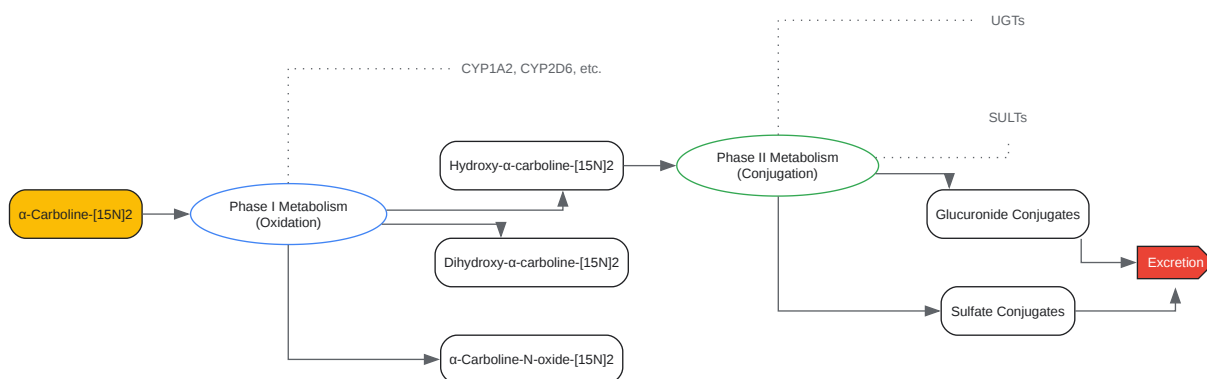 UGTs
CYP1A2, CYP2D6, etc.
SULTs
Hydroxy-α-carboline-[15N]2
Phase II Metabolism
(Conjugation)
α-Carboline-[15N]2
Phase I Metabolism
(Oxidation)
Glucuronide Conjugates
Dihydroxy-α-carboline-[15N]2
Excretion
Sulfate Conjugates
α-Carboline-N-oxide-[15N]2